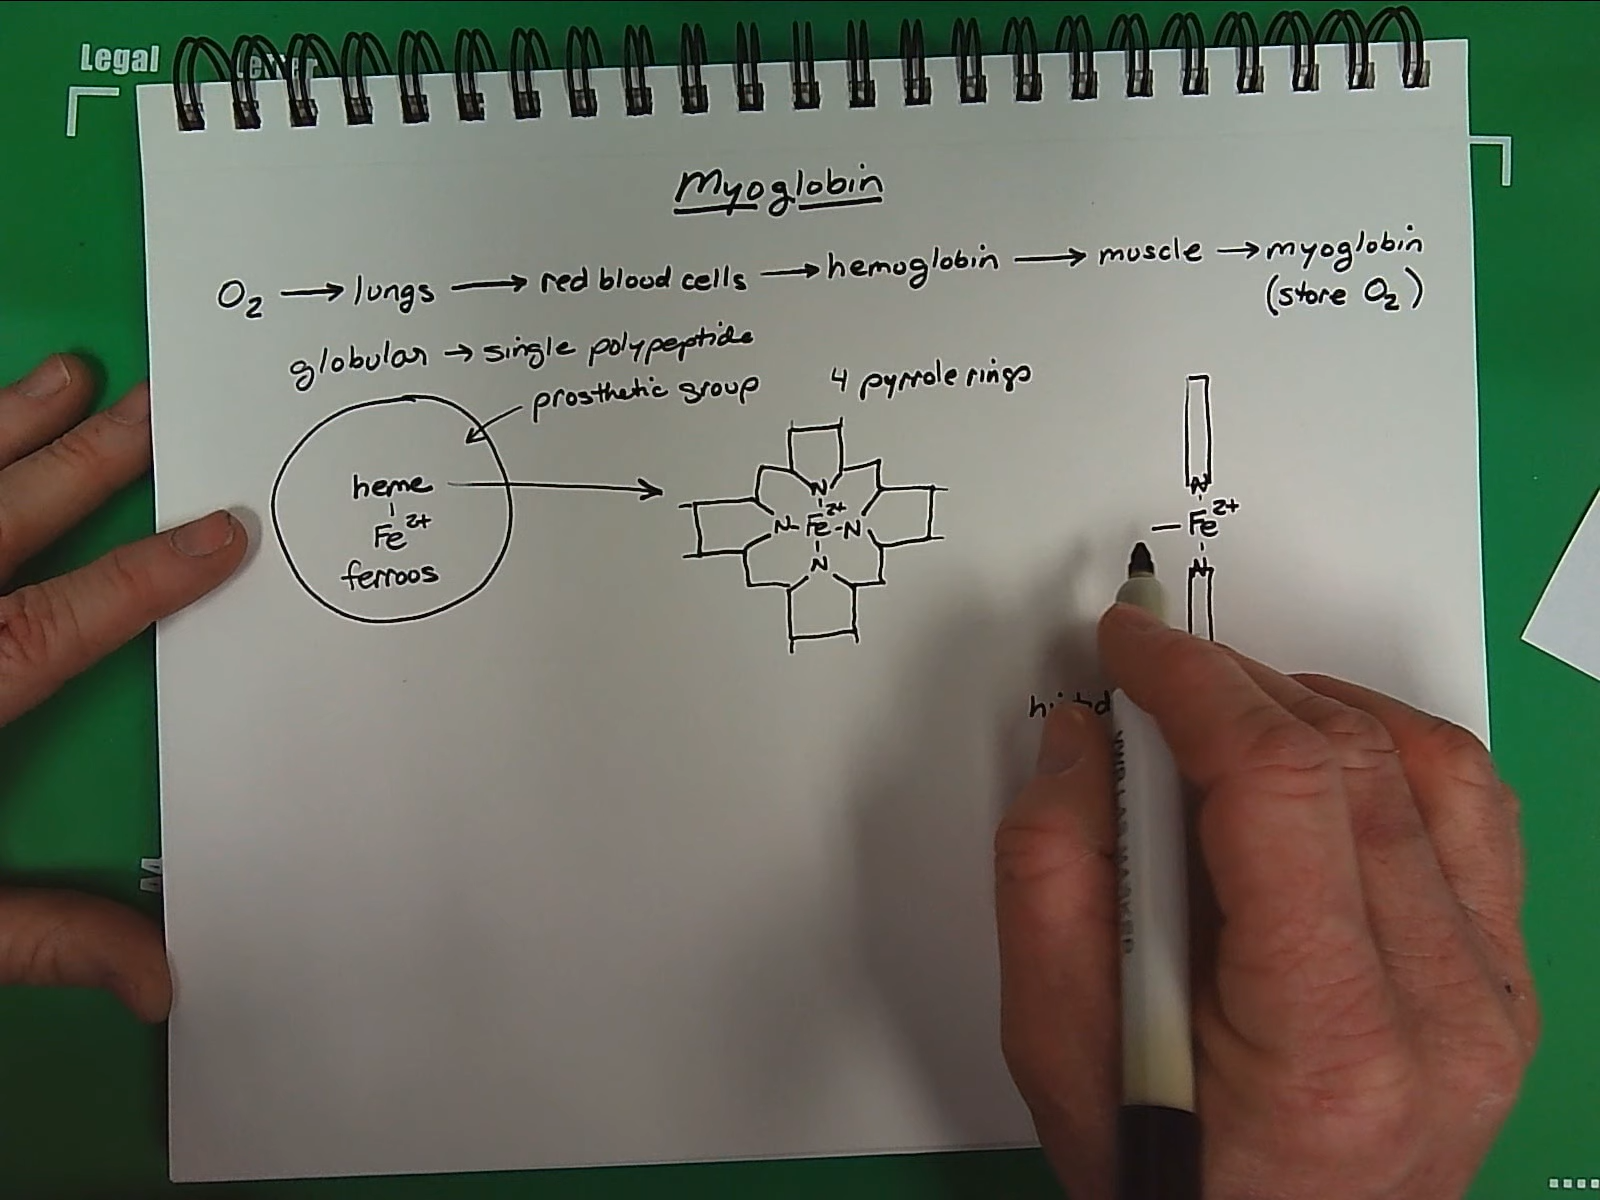 Legal
Myoglobin
O2 → lungs → red blood cells → hemoglobin → muscle → myoglobin
(store O2)
globular → single polypeptide
prosthetic group
4 pyrrole rings
heme
Fe2+
ferroos
N
N- Fe2+ -N
N
N
— Fe2+
N